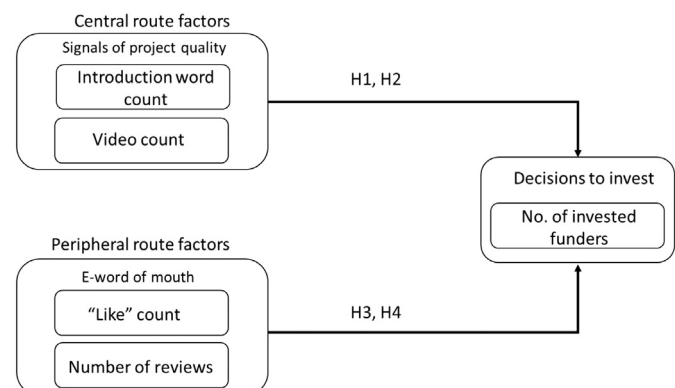 Central route factors
Signals of project quality
Introduction word
count
Video count
H1, H2
Decisions to invest
No. of invested
funders
Peripheral route factors
E-word of mouth
“Like” count
Number of reviews
H3, H4